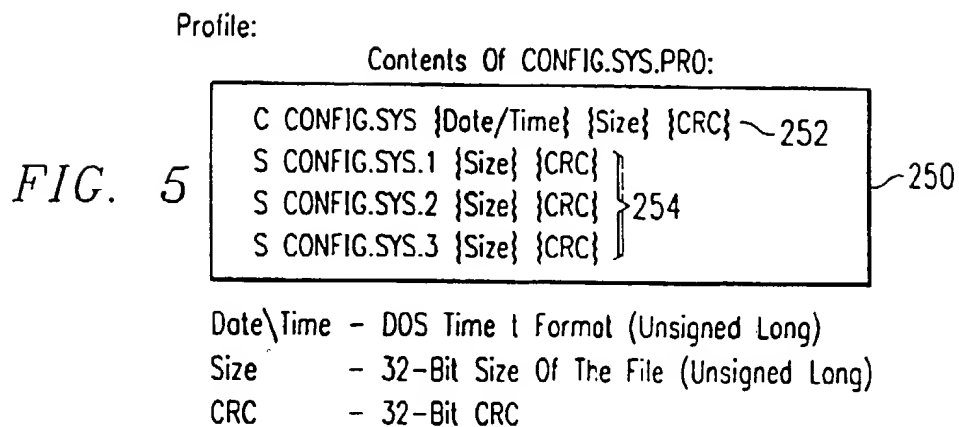 Profile:
Contents Of CONFIG.SYS.PRO:
C CONFIG.SYS {Date/Time} {Size} {CRC} 252
S CONFIG.SYS.1 {Size} {CRC}
S CONFIG.SYS.2 {Size} {CRC} 254
S CONFIG.SYS.3 {Size} {CRC}
250
FIG. 5
Date\Time - DOS Time t Format (Unsigned Long)
Size - 32-Bit Size Of The File (Unsigned Long)
CRC - 32-Bit CRC